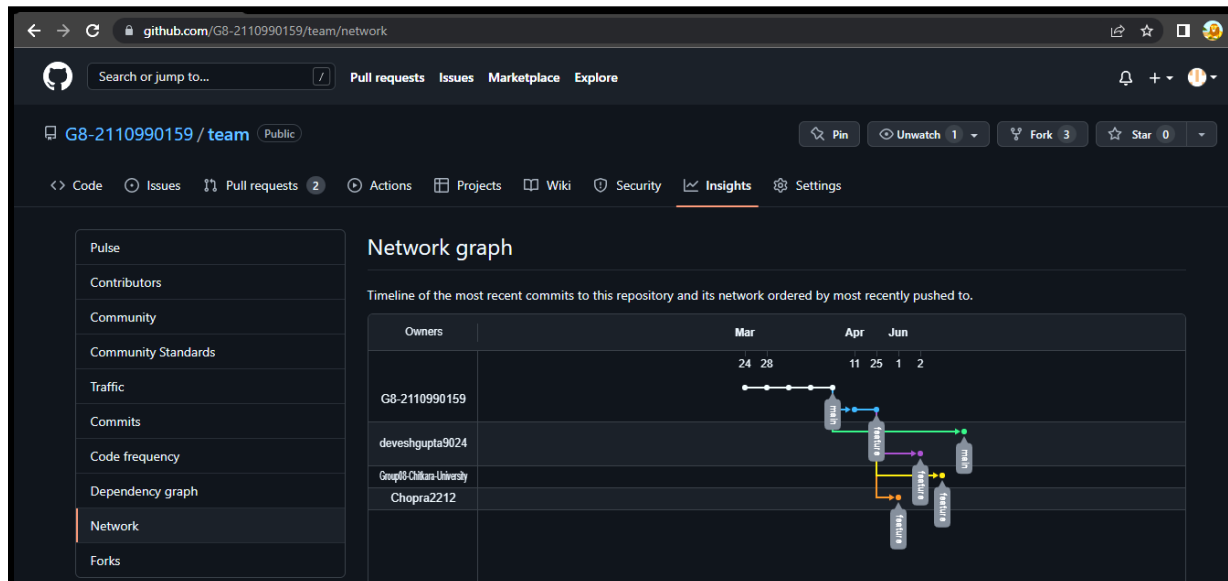 github.com/G8-2110990159/team/network
Search or jump to... / Pull requests Issues Marketplace Explore
G8-2110990159 / team Public Pin Unwatch 1 Fork 3 Star 0
Code Issues Pull requests 2 Actions Projects Wiki Security Insights Settings
Pulse
Contributors
Community
Community Standards
Traffic
Commits
Code frequency
Dependency graph
Network
Forks
Network graph
Timeline of the most recent commits to this repository and its network ordered by most recently pushed to.
Owners Mar Apr Jun
24 28 11 25 1 2
G8-2110990159
main
feature
deveshgupta9024
main
feature
Group08-Chitkara-University
feature
Chopra2212
feature